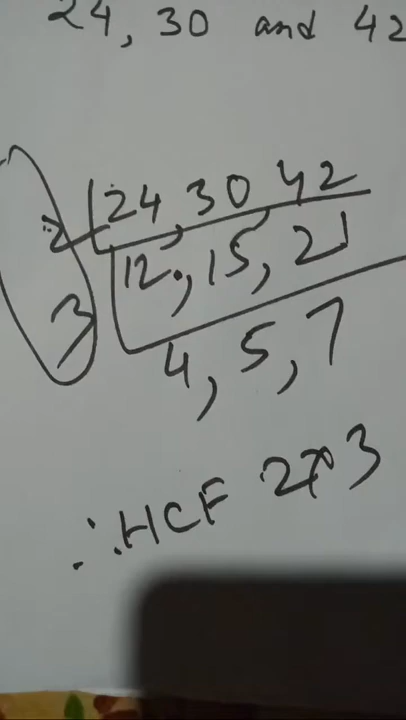 24, 30 and 42
2 24, 30, 42
3 12, 15, 21
4, 5, 7
∴ HCF 2×3